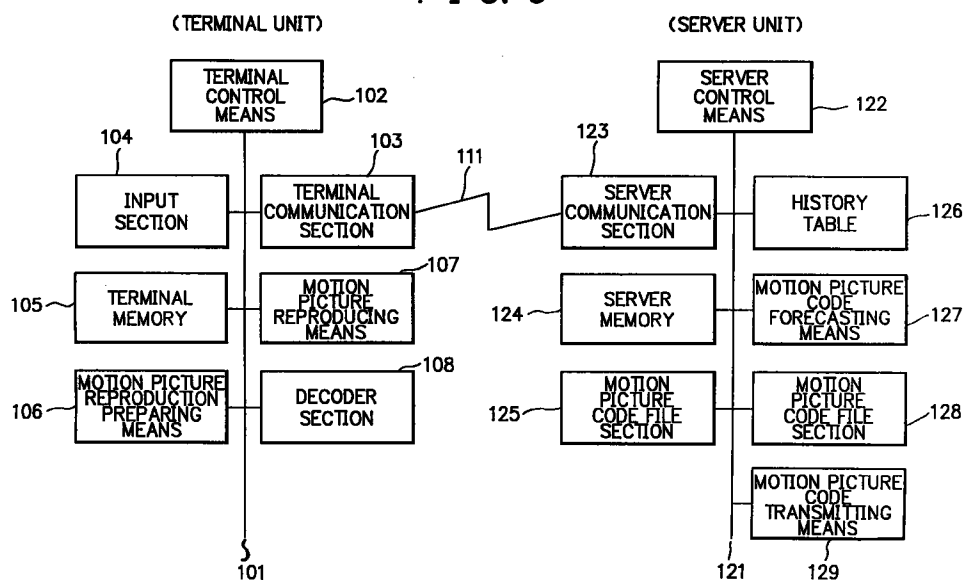 (TERMINAL UNIT)
(SERVER UNIT)
TERMINAL
CONTROL
MEANS
102
SERVER
CONTROL
MEANS
122
104
103
111
123
INPUT
SECTION
TERMINAL
COMMUNICATION
SECTION
SERVER
COMMUNICATION
SECTION
HISTORY
TABLE
126
105
TERMINAL
MEMORY
107
MOTION
PICTURE
REPRODUCING
MEANS
124
SERVER
MEMORY
MOTION PICTURE
CODE
FORECASTING
MEANS
127
106
MOTION PICTURE
REPRODUCTION
PREPARING
MEANS
108
DECODER
SECTION
125
MOTION
PICTURE
CODE FILE
SECTION
MOTION
PICTURE
CODE FILE
SECTION
128
MOTION PICTURE
CODE
TRANSMITTING
MEANS
101
121
129